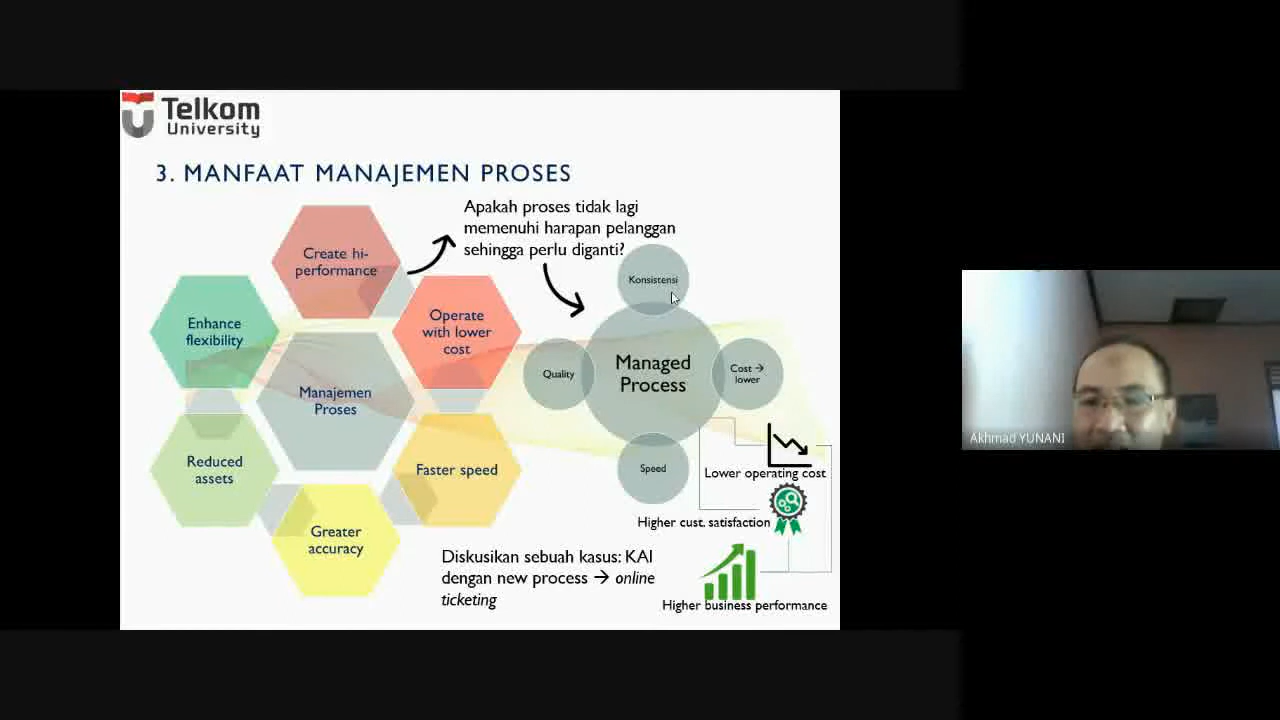 Telkom
University
3. MANFAAT MANAJEMEN PROSES
Apakah proses tidak lagi
memenuhi harapan pelanggan
sehingga perlu diganti?
Create hi-
performance
Enhance
flexibility
Operate
with lower
cost
Manajemen
Proses
Reduced
assets
Faster speed
Greater
accuracy
Konsistensi
Quality
Managed
Process
Cost →
lower
Speed
Lower operating cost
Higher cust. satisfaction
Higher business performance
Diskusikan sebuah kasus: KAI
dengan new process → online
ticketing
Akhmad YUNANI